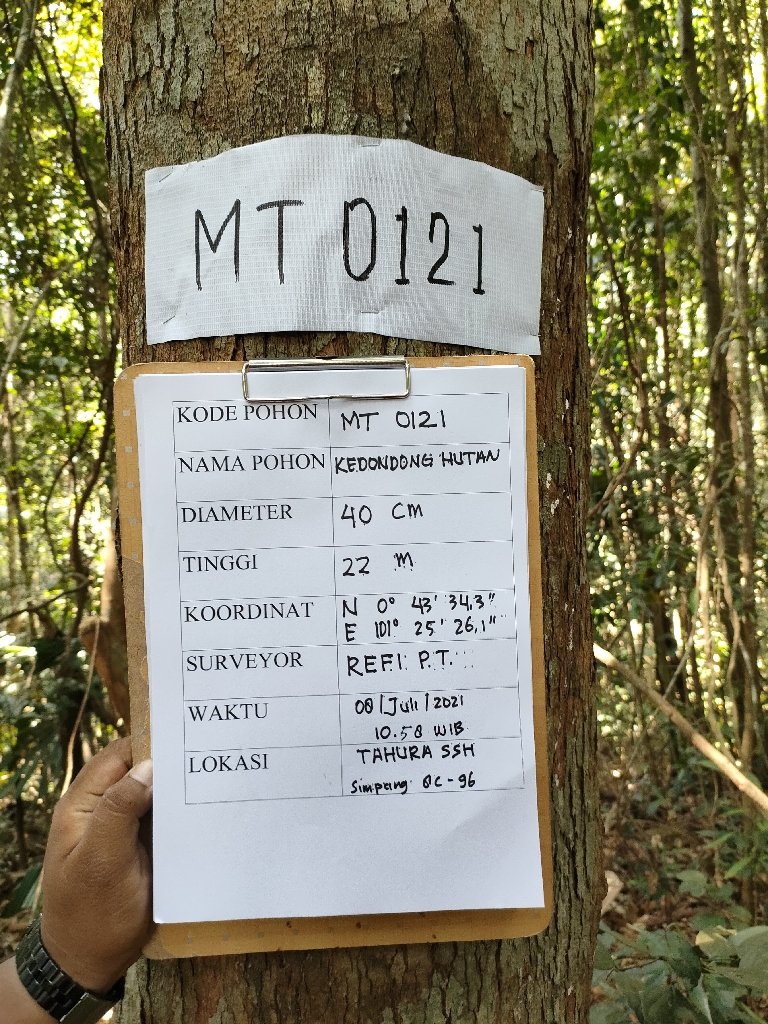 MT 0121
KODE POHON MT 0121
NAMA POHON KEDONDONG HUTAN
DIAMETER 40 CM
TINGGI 22 M
KOORDINAT N 0° 43' 34,3"
E 101° 25' 26,1"
SURVEYOR REFI P.T.
WAKTU 08 / Juli / 2021
10.58 WIB
LOKASI TAHURA SSH
Simpang QC-96